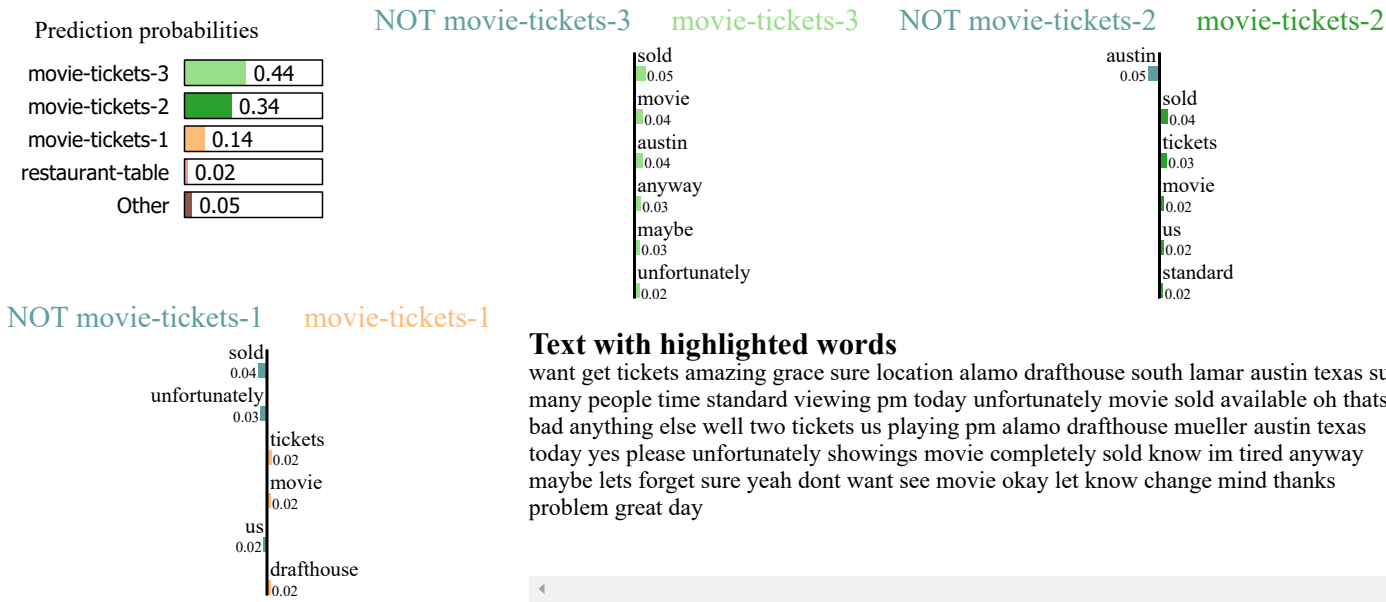 Prediction probabilities
movie-tickets-3 0.44
movie-tickets-2 0.34
movie-tickets-1 0.14
restaurant-table 0.02
Other 0.05
NOT movie-tickets-3 movie-tickets-3
sold
0.05
movie
0.04
austin
0.04
anyway
0.03
maybe
0.03
unfortunately
0.02
NOT movie-tickets-2 movie-tickets-2
austin
0.05
sold
0.04
tickets
0.03
movie
0.02
us
0.02
standard
0.02
NOT movie-tickets-1 movie-tickets-1
sold
0.04
unfortunately
0.03
tickets
0.02
movie
0.02
us
0.02
drafthouse
0.02
Text with highlighted words
want get tickets amazing grace sure location alamo drafthouse south lamar austin texas su
many people time standard viewing pm today unfortunately movie sold available oh thats
bad anything else well two tickets us playing pm alamo drafthouse mueller austin texas
today yes please unfortunately showings movie completely sold know im tired anyway
maybe lets forget sure yeah dont want see movie okay let know change mind thanks
problem great day